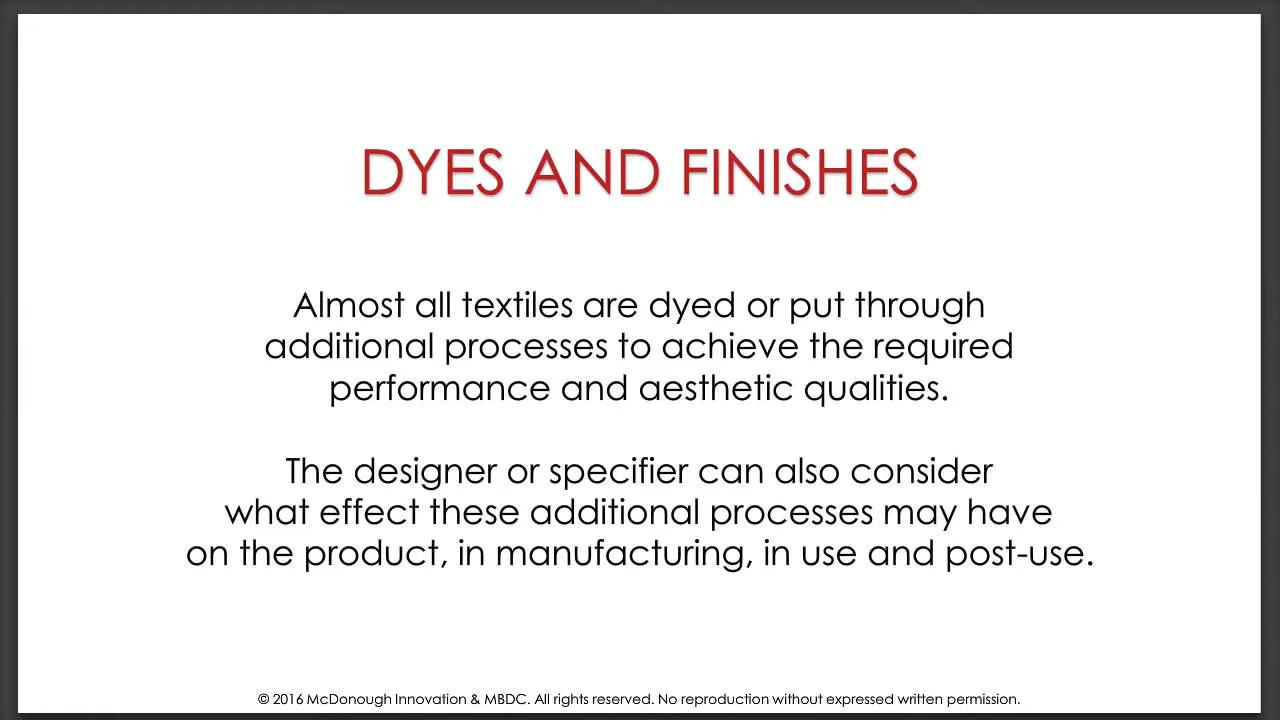 DYES AND FINISHES
Almost all textiles are dyed or put through
additional processes to achieve the required
performance and aesthetic qualities.
The designer or specifier can also consider
what effect these additional processes may have
on the product, in manufacturing, in use and post-use.
© 2016 McDonough Innovation & MBDC. All rights reserved. No reproduction without expressed written permission.